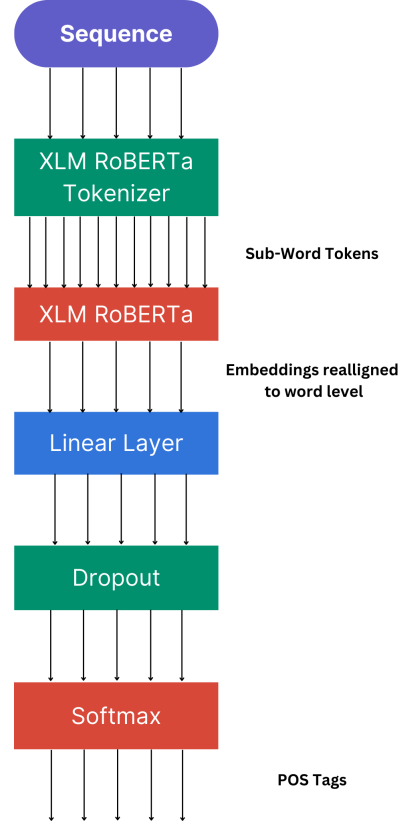 Sequence
XLM RoBERTa
Tokenizer
Sub-Word Tokens
XLM RoBERTa
Embeddings realligned
to word level
Linear Layer
Dropout
Softmax
POS Tags